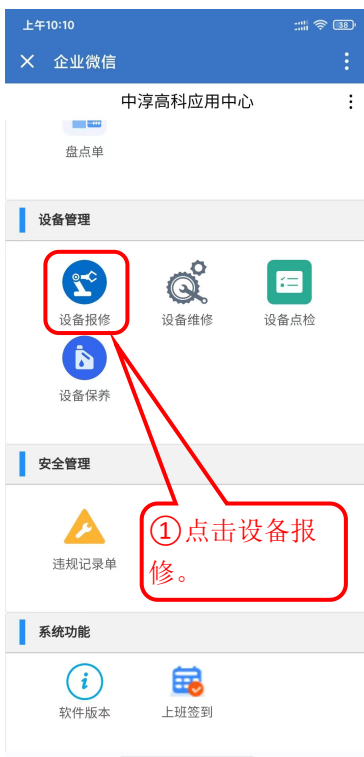 上午10:10
38
企业微信
中淳高科应用中心
盘点单
设备管理
设备报修 设备维修 设备点检
设备保养
安全管理
①点击设备报
修。
违规记录单
系统功能
软件版本 上班签到